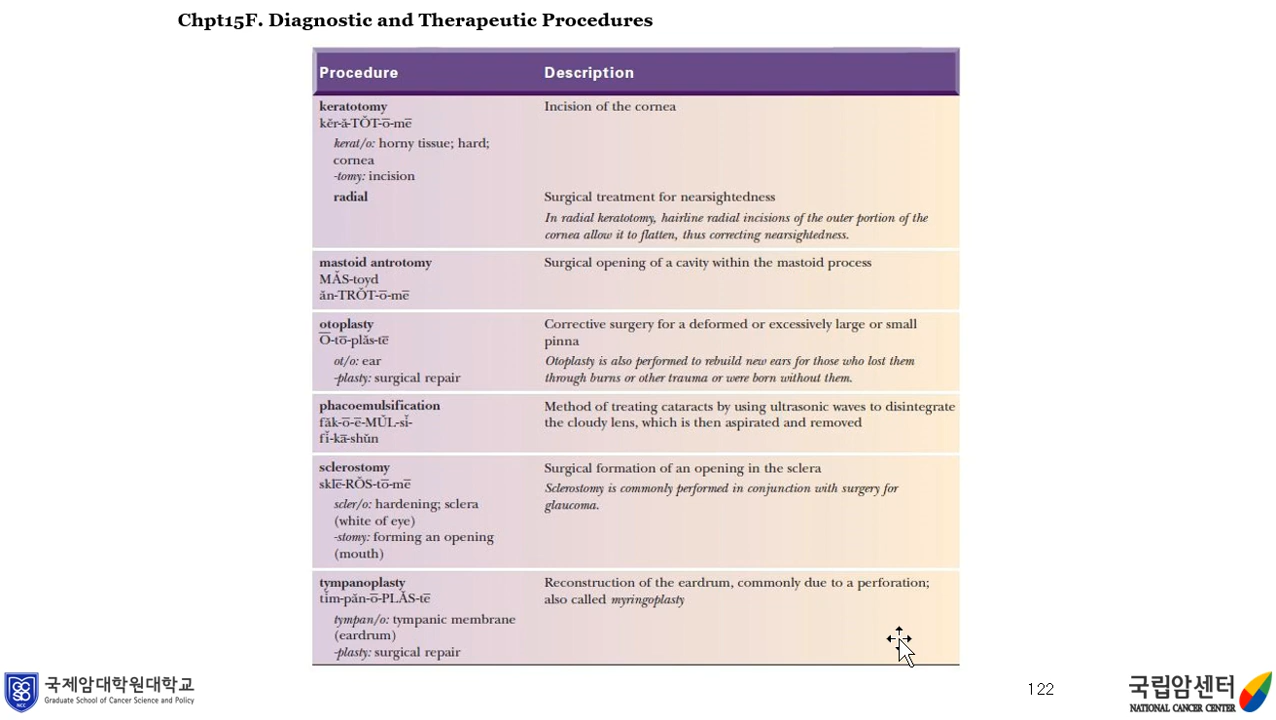 Chpt15F. Diagnostic and Therapeutic Procedures
Procedure Description
keratotomy Incision of the cornea
kĕr-ă-TŎT-ō-mē
kerat/o: horny tissue; hard;
cornea
-tomy: incision
radial Surgical treatment for nearsightedness
In radial keratotomy, hairline radial incisions of the outer portion of the
cornea allow it to flatten, thus correcting nearsightedness.
mastoid antrotomy Surgical opening of a cavity within the mastoid process
MĂS-toyd
ăn-TRŎT-ō-mē
otoplasty Corrective surgery for a deformed or excessively large or small
Ō-tō-plăs-tē pinna
ot/o: ear Otoplasty is also performed to rebuild new ears for those who lost them
-plasty: surgical repair through burns or other trauma or were born without them.
phacoemulsification Method of treating cataracts by using ultrasonic waves to disintegrate
făk-ō-ē-MŬL-sĭ- the cloudy lens, which is then aspirated and removed
fĭ-kā-shŭn
sclerostomy Surgical formation of an opening in the sclera
sklē-RŎS-tō-mē Sclerostomy is commonly performed in conjunction with surgery for
scler/o: hardening; sclera glaucoma.
(white of eye)
-stomy: forming an opening
(mouth)
tympanoplasty Reconstruction of the eardrum, commonly due to a perforation;
tĭm-păn-ō-PLĂS-tē also called myringoplasty
tympan/o: tympanic membrane
(eardrum)
-plasty: surgical repair
국제암대학원대학교
Graduate School of Cancer Science and Policy
122
국립암센터
NATIONAL CANCER CENTER